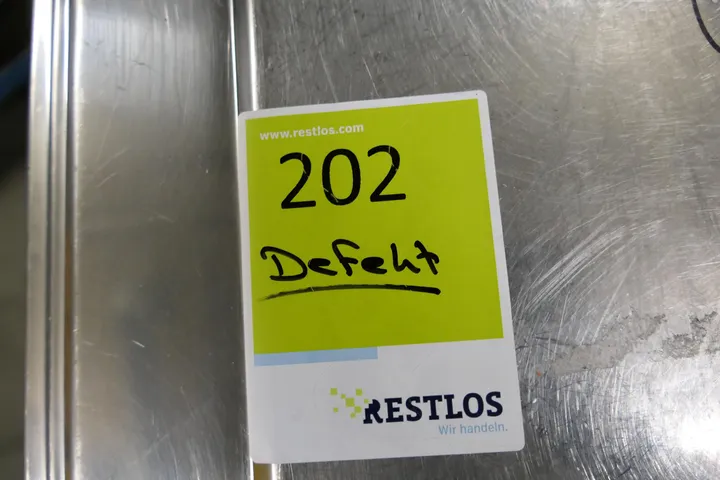 www.restlos.com
202
Defekt
RESTLOS
Wir handeln.